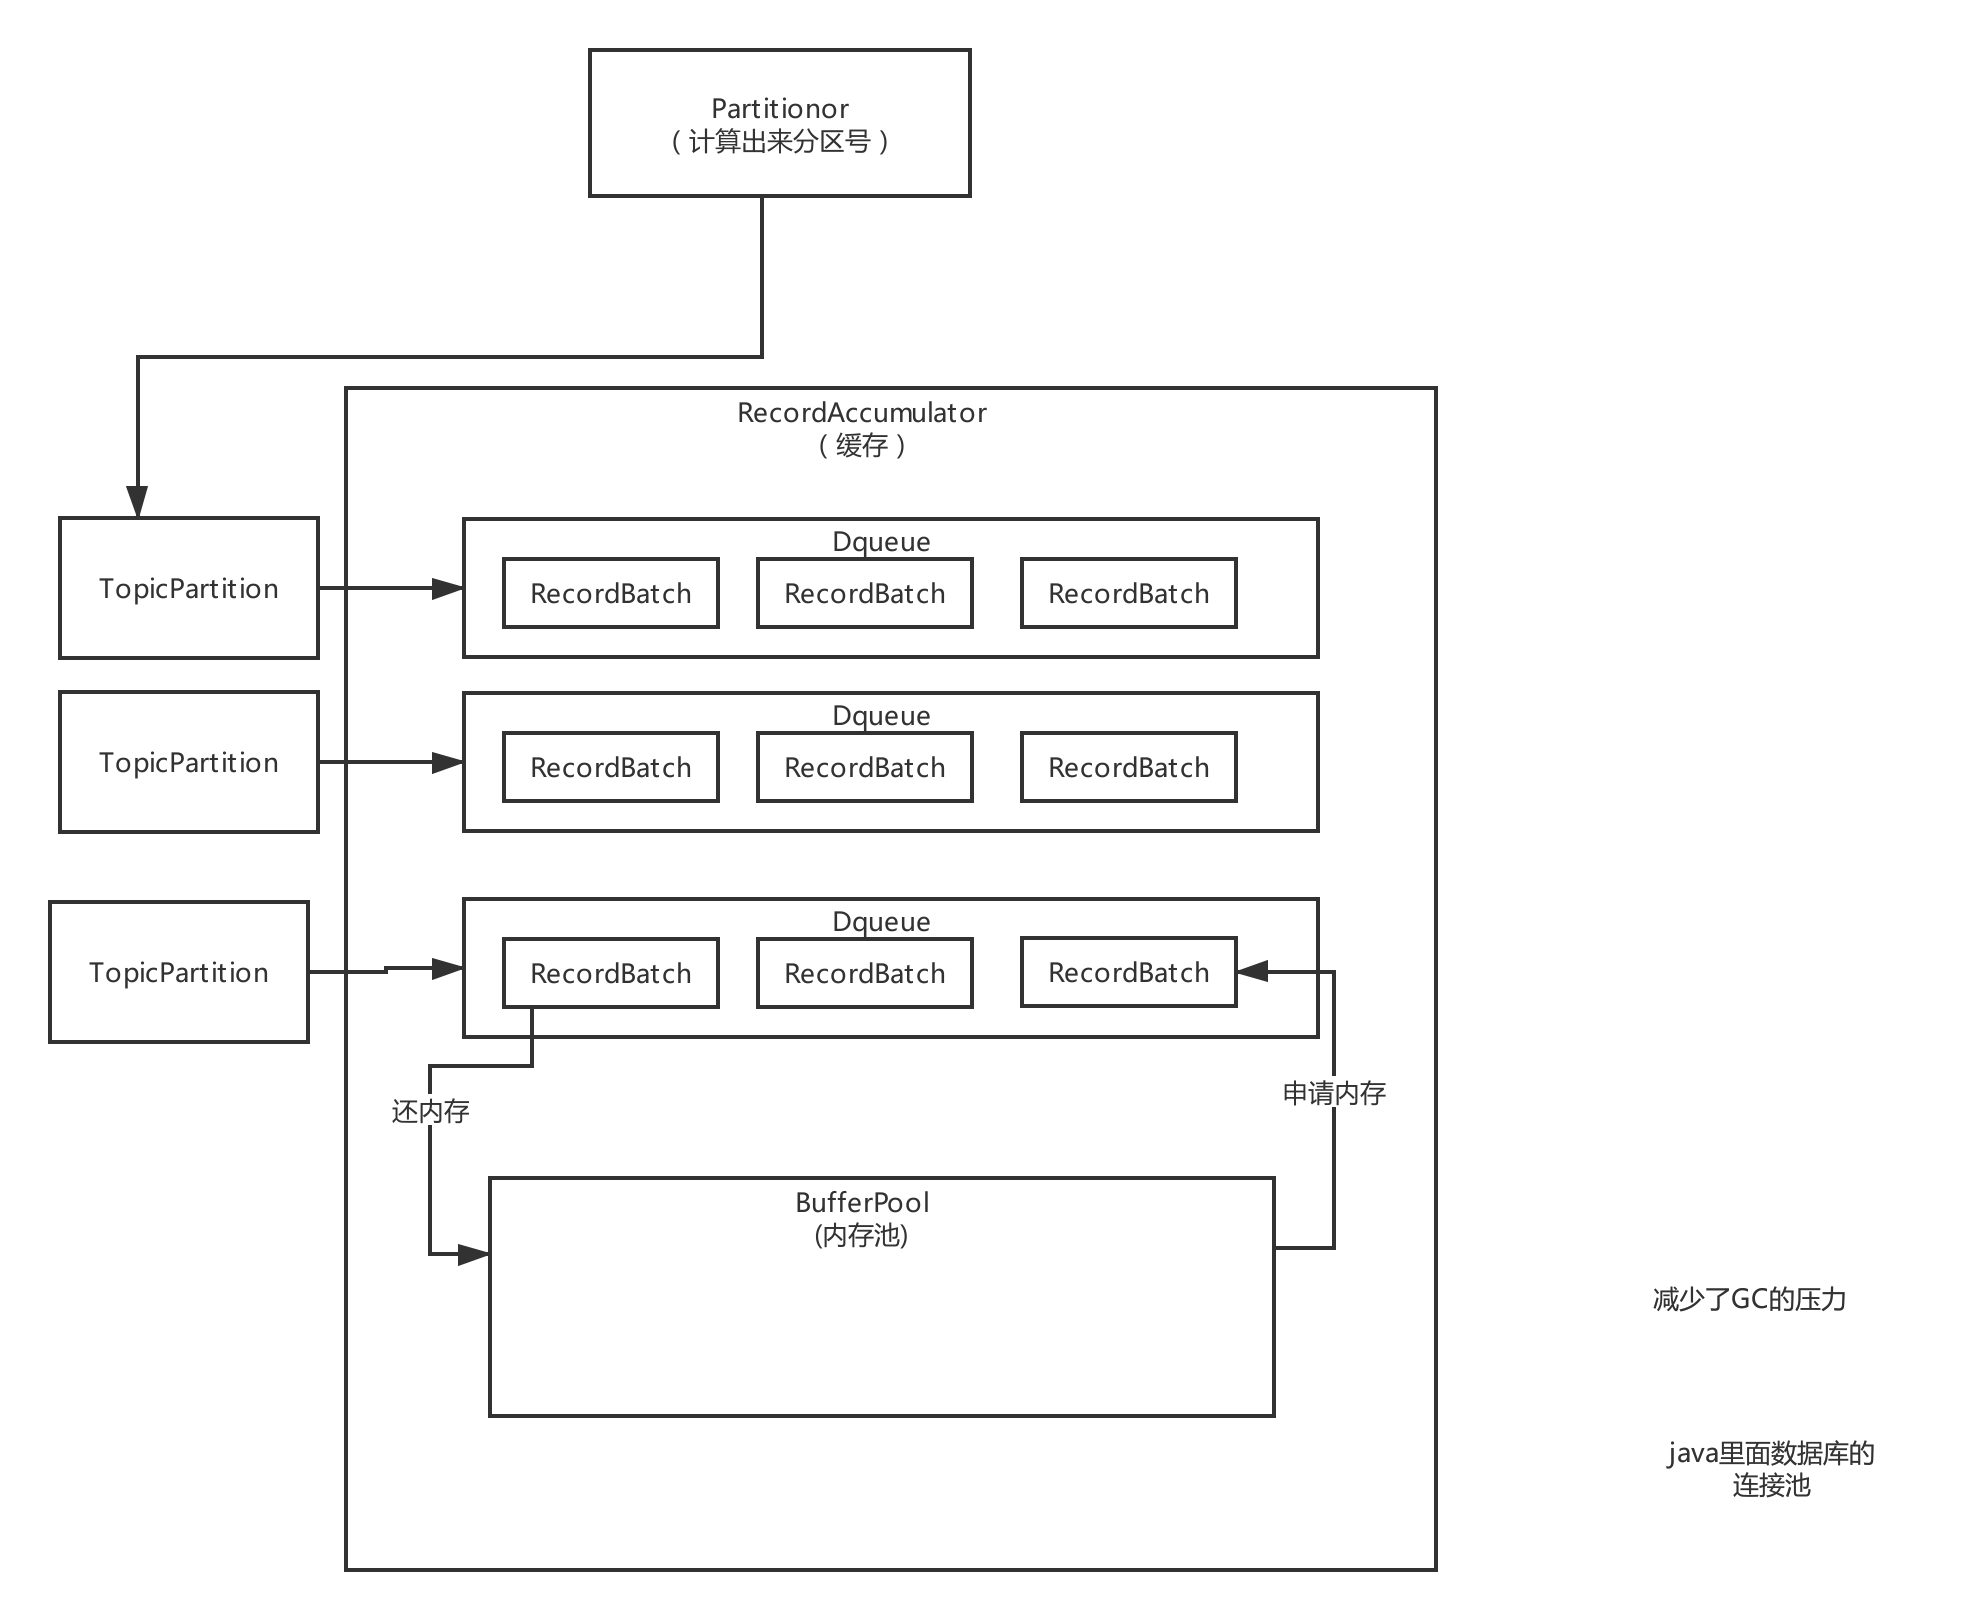 Partitionor
（计算出来分区号）
RecordAccumulator
（缓存）
TopicPartition
Dqueue
RecordBatch
RecordBatch
RecordBatch
TopicPartition
Dqueue
RecordBatch
RecordBatch
RecordBatch
TopicPartition
Dqueue
RecordBatch
RecordBatch
RecordBatch
还内存
申请内存
BufferPool
(内存池)
减少了GC的压力
java里面数据库的
连接池